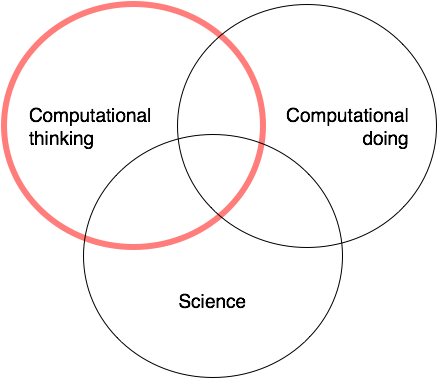 Computational
thinking
Computational
doing
Science